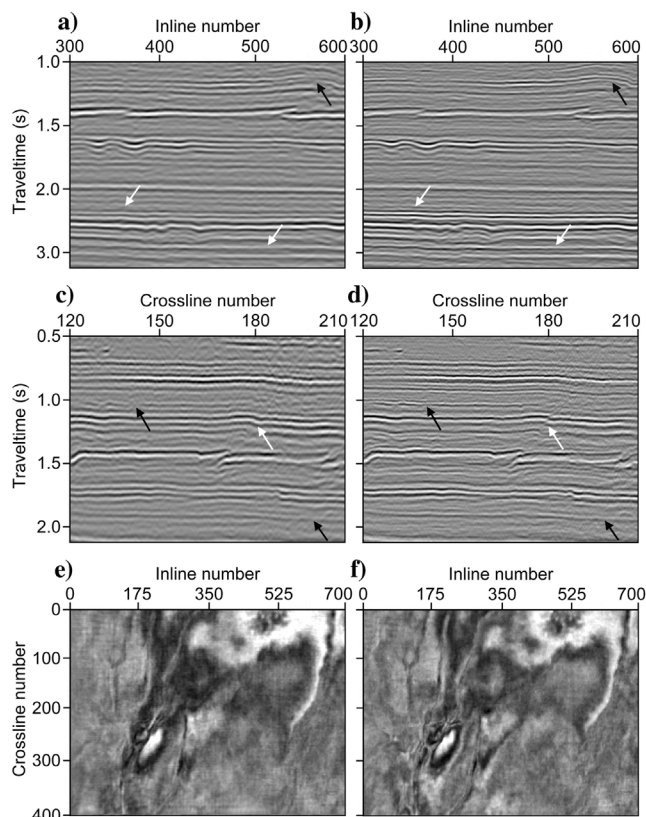 a) Inline number
300 400 500 600
Traveltime (s)
1.0
1.5
2.0
3.0
b) Inline number
300 400 500 600
c) Crossline number
120 150 180 210
Traveltime (s)
0.5
1.0
1.5
2.0
d) Crossline number
120 150 180 210
e) Inline number
0 175 350 525 700
Crossline number
0
100
200
300
400
f) Inline number
0 175 350 525 700